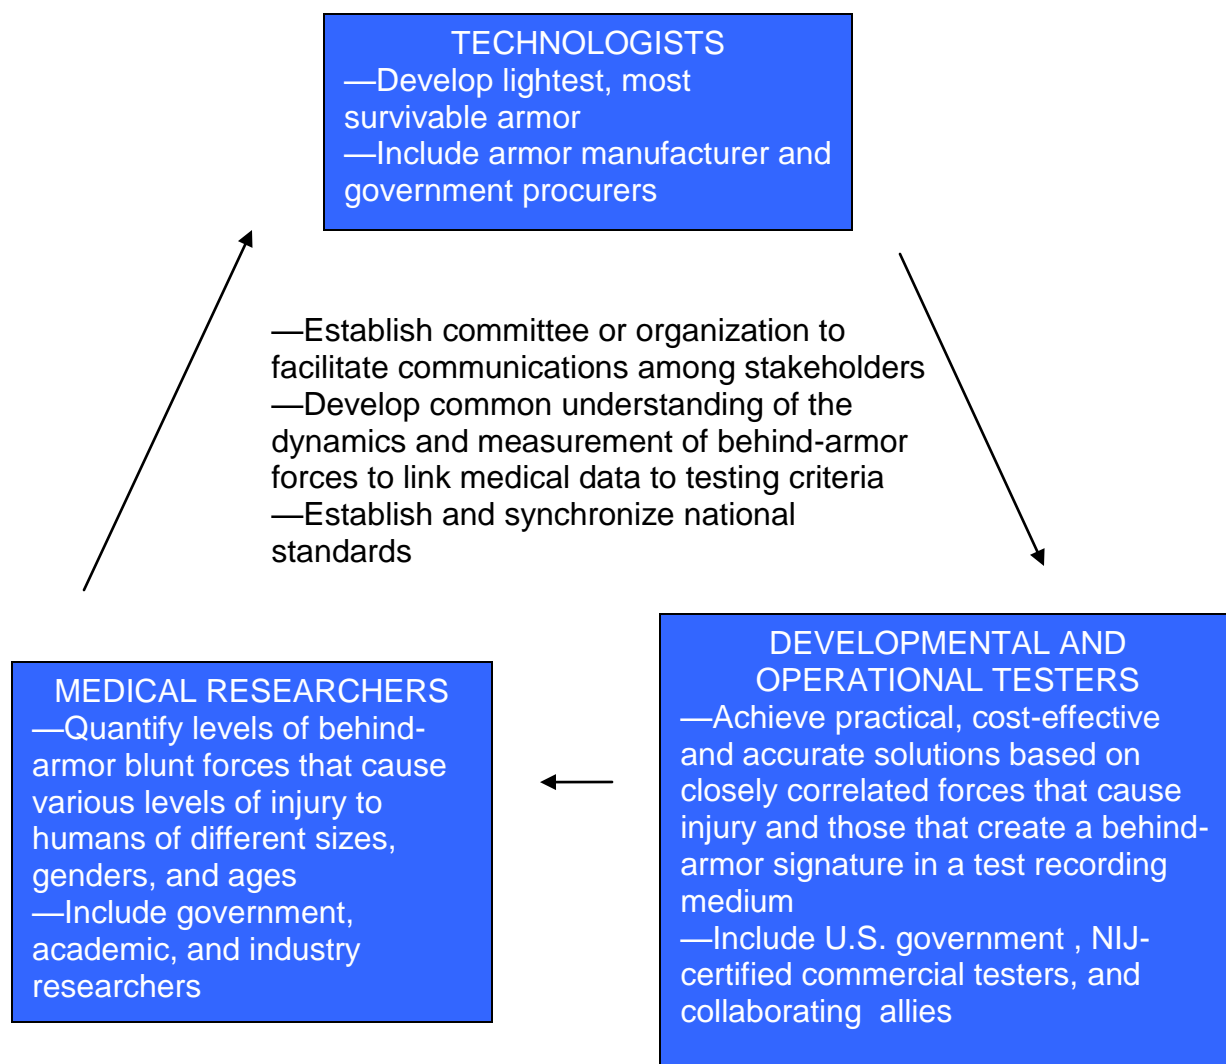 TECHNOLOGISTS
—Develop lightest, most
survivable armor
—Include armor manufacturer and
government procurers
—Establish committee or organization to
facilitate communications among stakeholders
—Develop common understanding of the
dynamics and measurement of behind-armor
forces to link medical data to testing criteria
—Establish and synchronize national
standards
MEDICAL RESEARCHERS
—Quantify levels of behind-
armor blunt forces that cause
various levels of injury to
humans of different sizes,
genders, and ages
—Include government,
academic, and industry
researchers
DEVELOPMENTAL AND
OPERATIONAL TESTERS
—Achieve practical, cost-effective
and accurate solutions based on
closely correlated forces that cause
injury and those that create a behind-
armor signature in a test recording
medium
—Include U.S. government , NIJ-
certified commercial testers, and
collaborating  allies